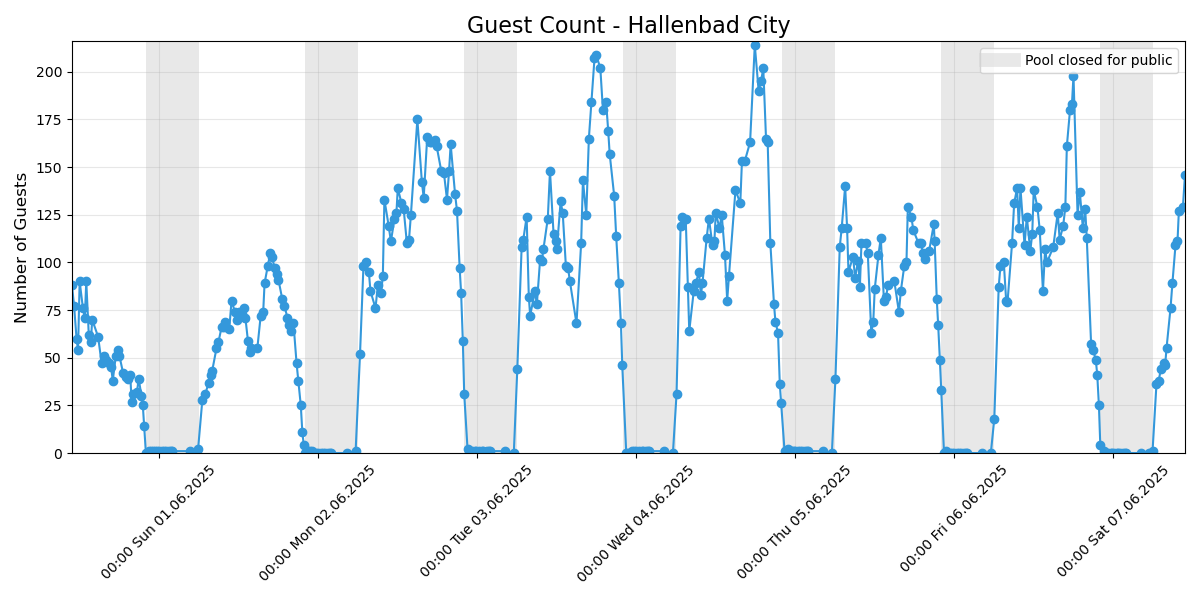 Guest Count - Hallenbad City
Pool closed for public
Number of Guests
200
175
150
125
100
75
50
25
0
00:00 Sun 01.06.2025
00:00 Mon 02.06.2025
00:00 Tue 03.06.2025
00:00 Wed 04.06.2025
00:00 Thu 05.06.2025
00:00 Fri 06.06.2025
00:00 Sat 07.06.2025